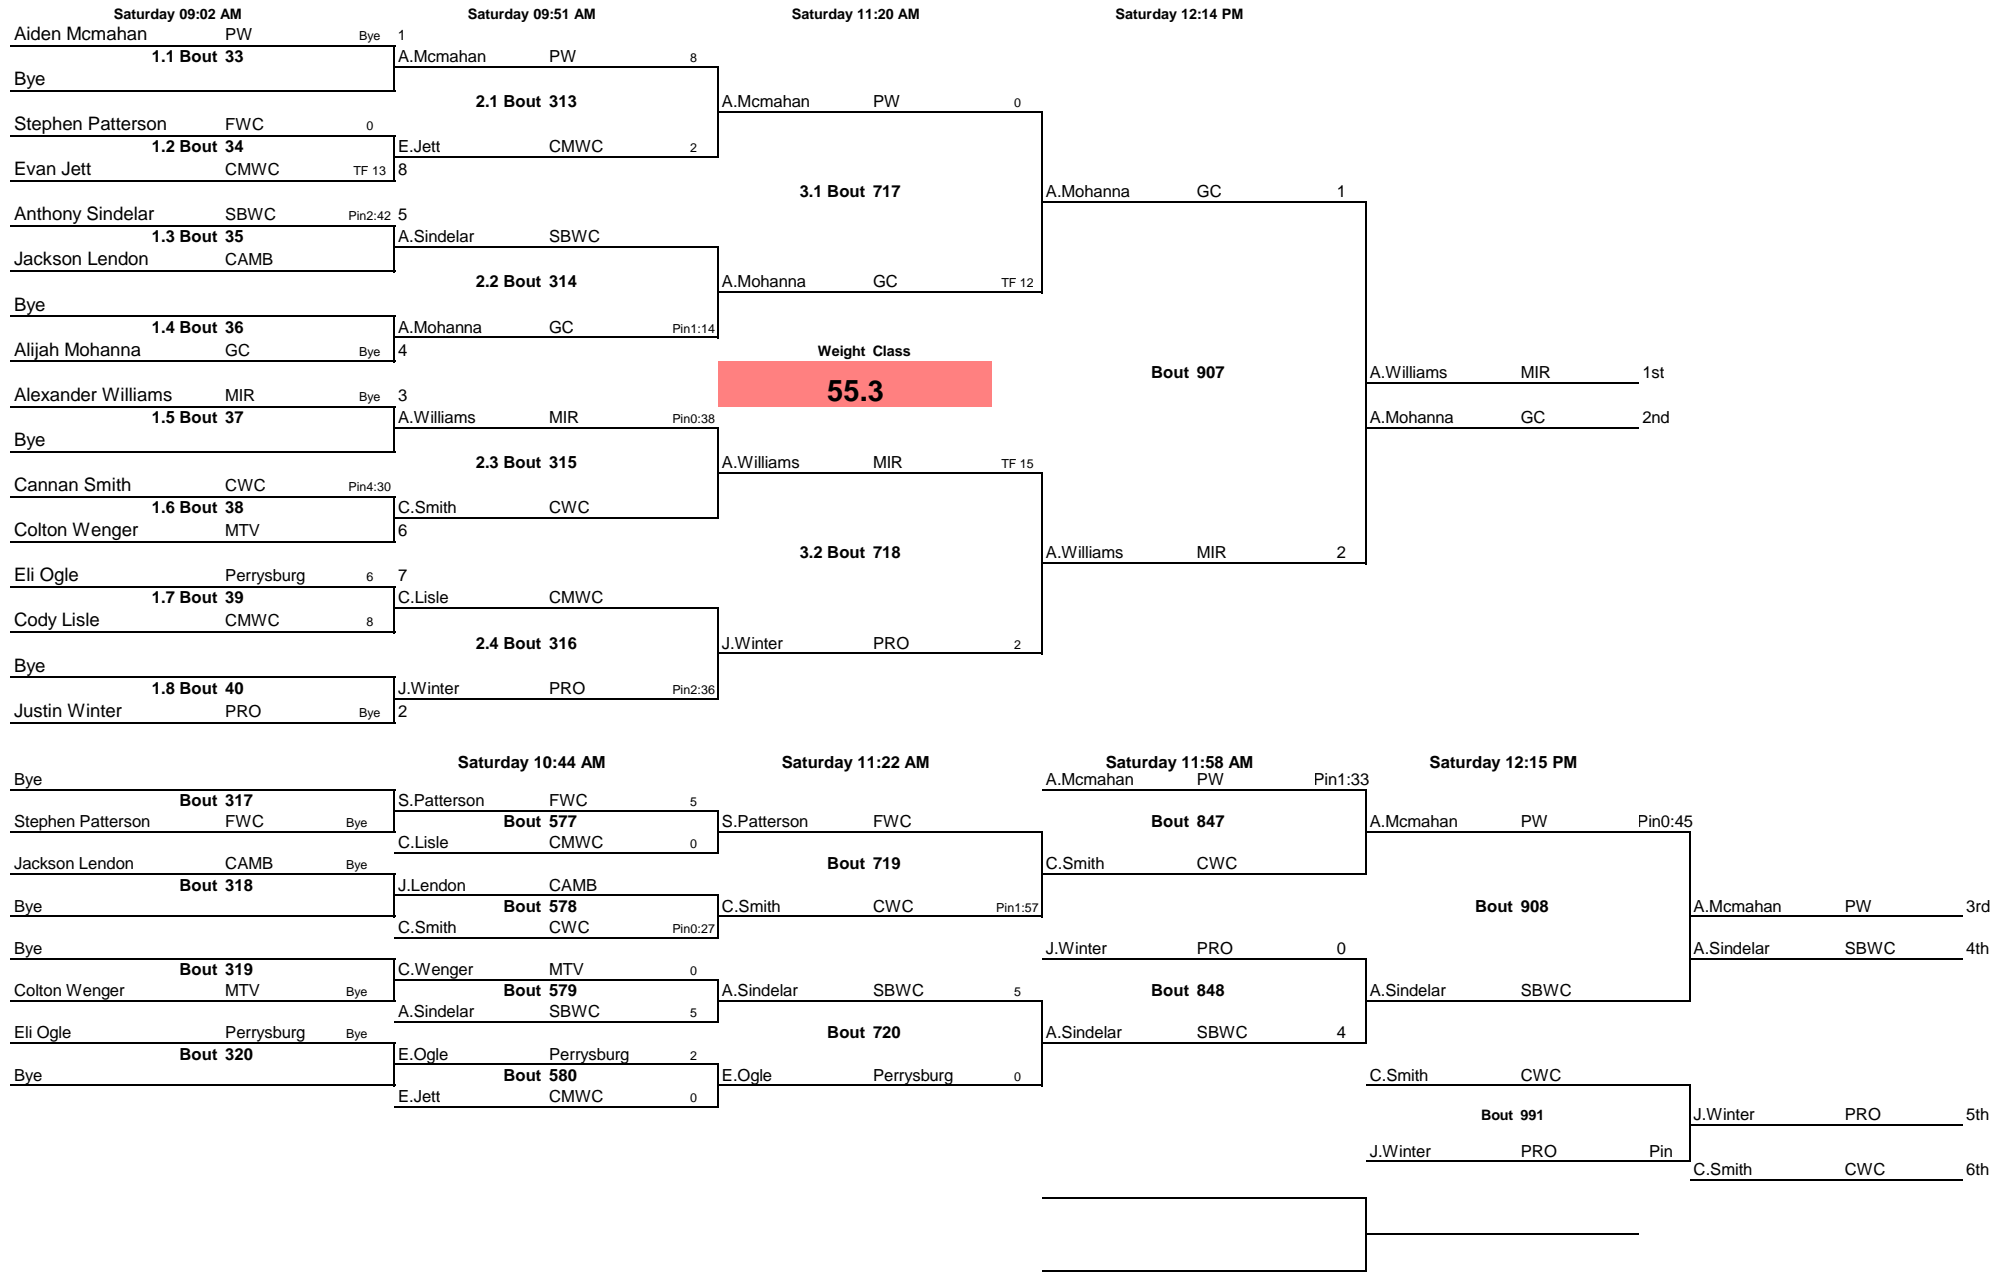 Saturday 09:02 AM Saturday 09:51 AM Saturday 11:20 AM Saturday 12:14 PM
Aiden Mcmahan PW Bye 1
1.1 Bout 33 A.Mcmahan PW 8
Bye
2.1 Bout 313 A.Mcmahan PW 0
Stephen Patterson FWC 0
1.2 Bout 34 E.Jett CMWC 2
Evan Jett CMWC TF 13 8
3.1 Bout 717 A.Mohanna GC 1
Anthony Sindelar SBWC Pin2:42 5
1.3 Bout 35 A.Sindelar SBWC
Jackson Lendon CAMB
2.2 Bout 314 A.Mohanna GC TF 12
Bye
1.4 Bout 36 A.Mohanna GC Pin1:14
Alijah Mohanna GC Bye 4 Weight Class
Bout 907 A.Williams MIR 1st
Alexander Williams MIR Bye 3 55.3
1.5 Bout 37 A.Williams MIR Pin0:38 A.Mohanna GC 2nd
Bye
2.3 Bout 315 A.Williams MIR TF 15
Cannan Smith CWC Pin4:30
1.6 Bout 38 C.Smith CWC
Colton Wenger MTV 6
3.2 Bout 718 A.Williams MIR 2
Eli Ogle Perrysburg 6 7
1.7 Bout 39 C.Lisle CMWC
Cody Lisle CMWC 8
2.4 Bout 316 J.Winter PRO 2
Bye
1.8 Bout 40 J.Winter PRO Pin2:36
Justin Winter PRO Bye 2
Saturday 10:44 AM Saturday 11:22 AM Saturday 11:58 AM Saturday 12:15 PM
Bye A.Mcmahan PW Pin1:33
Bout 317 S.Patterson FWC 5
Stephen Patterson FWC Bye Bout 577 S.Patterson FWC Bout 847 A.Mcmahan PW Pin0:45
C.Lisle CMWC 0
Jackson Lendon CAMB Bye Bout 719 C.Smith CWC
Bout 318 J.Lendon CAMB
Bye Bout 578 C.Smith CWC Pin1:57 Bout 908 A.Mcmahan PW 3rd
C.Smith CWC Pin0:27
Bye J.Winter PRO 0 A.Sindelar SBWC 4th
Bout 319 C.Wenger MTV 0
Colton Wenger MTV Bye Bout 579 A.Sindelar SBWC 5 Bout 848 A.Sindelar SBWC
A.Sindelar SBWC 5
Eli Ogle Perrysburg Bye Bout 720 A.Sindelar SBWC 4
Bout 320 E.Ogle Perrysburg 2
Bye Bout 580 E.Ogle Perrysburg 0 C.Smith CWC
E.Jett CMWC 0
Bout 991 J.Winter PRO 5th
J.Winter PRO Pin
C.Smith CWC 6th